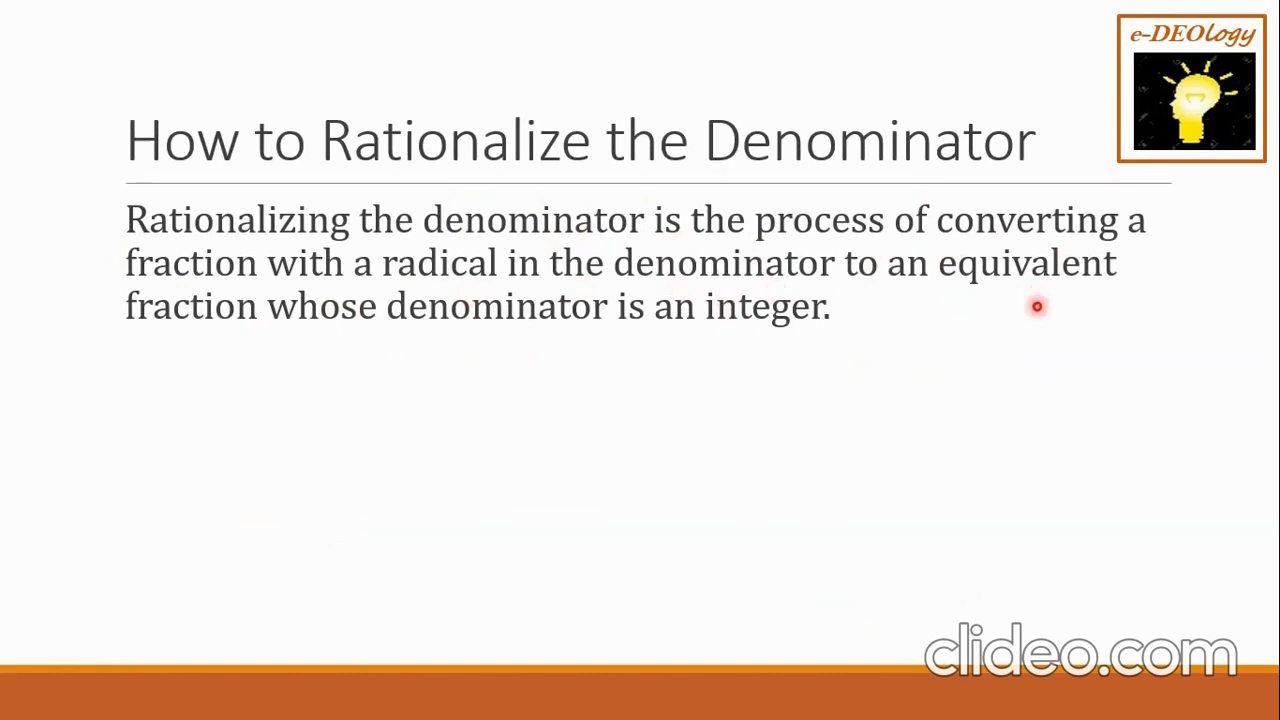 e-DEOlogy
How to Rationalize the Denominator
Rationalizing the denominator is the process of converting a
fraction with a radical in the denominator to an equivalent
fraction whose denominator is an integer.
clideo.com